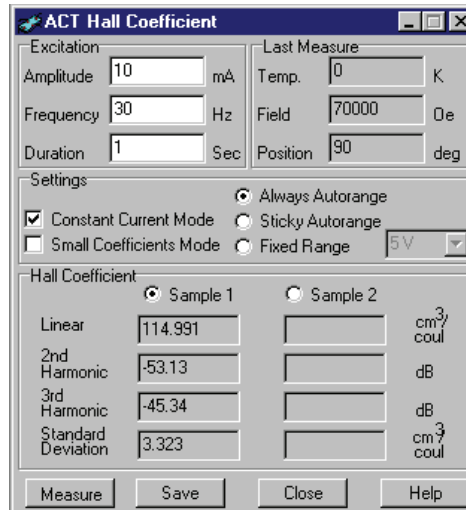 ACT Hall Coefficient
Excitation
Amplitude 10 mA
Frequency 30 Hz
Duration 1 Sec
Last Measure
Temp. 0 K
Field 70000 Oe
Position 90 deg
Settings
Constant Current Mode
Small Coefficients Mode
Always Autorange
Sticky Autorange
Fixed Range 5 V
Hall Coefficient
Sample 1 Sample 2
Linear 114.991 cm3/
coul
2nd
Harmonic -53.13 dB
3rd
Harmonic -45.34 dB
Standard
Deviation 3.323 cm3/
coul
Measure Save Close Help